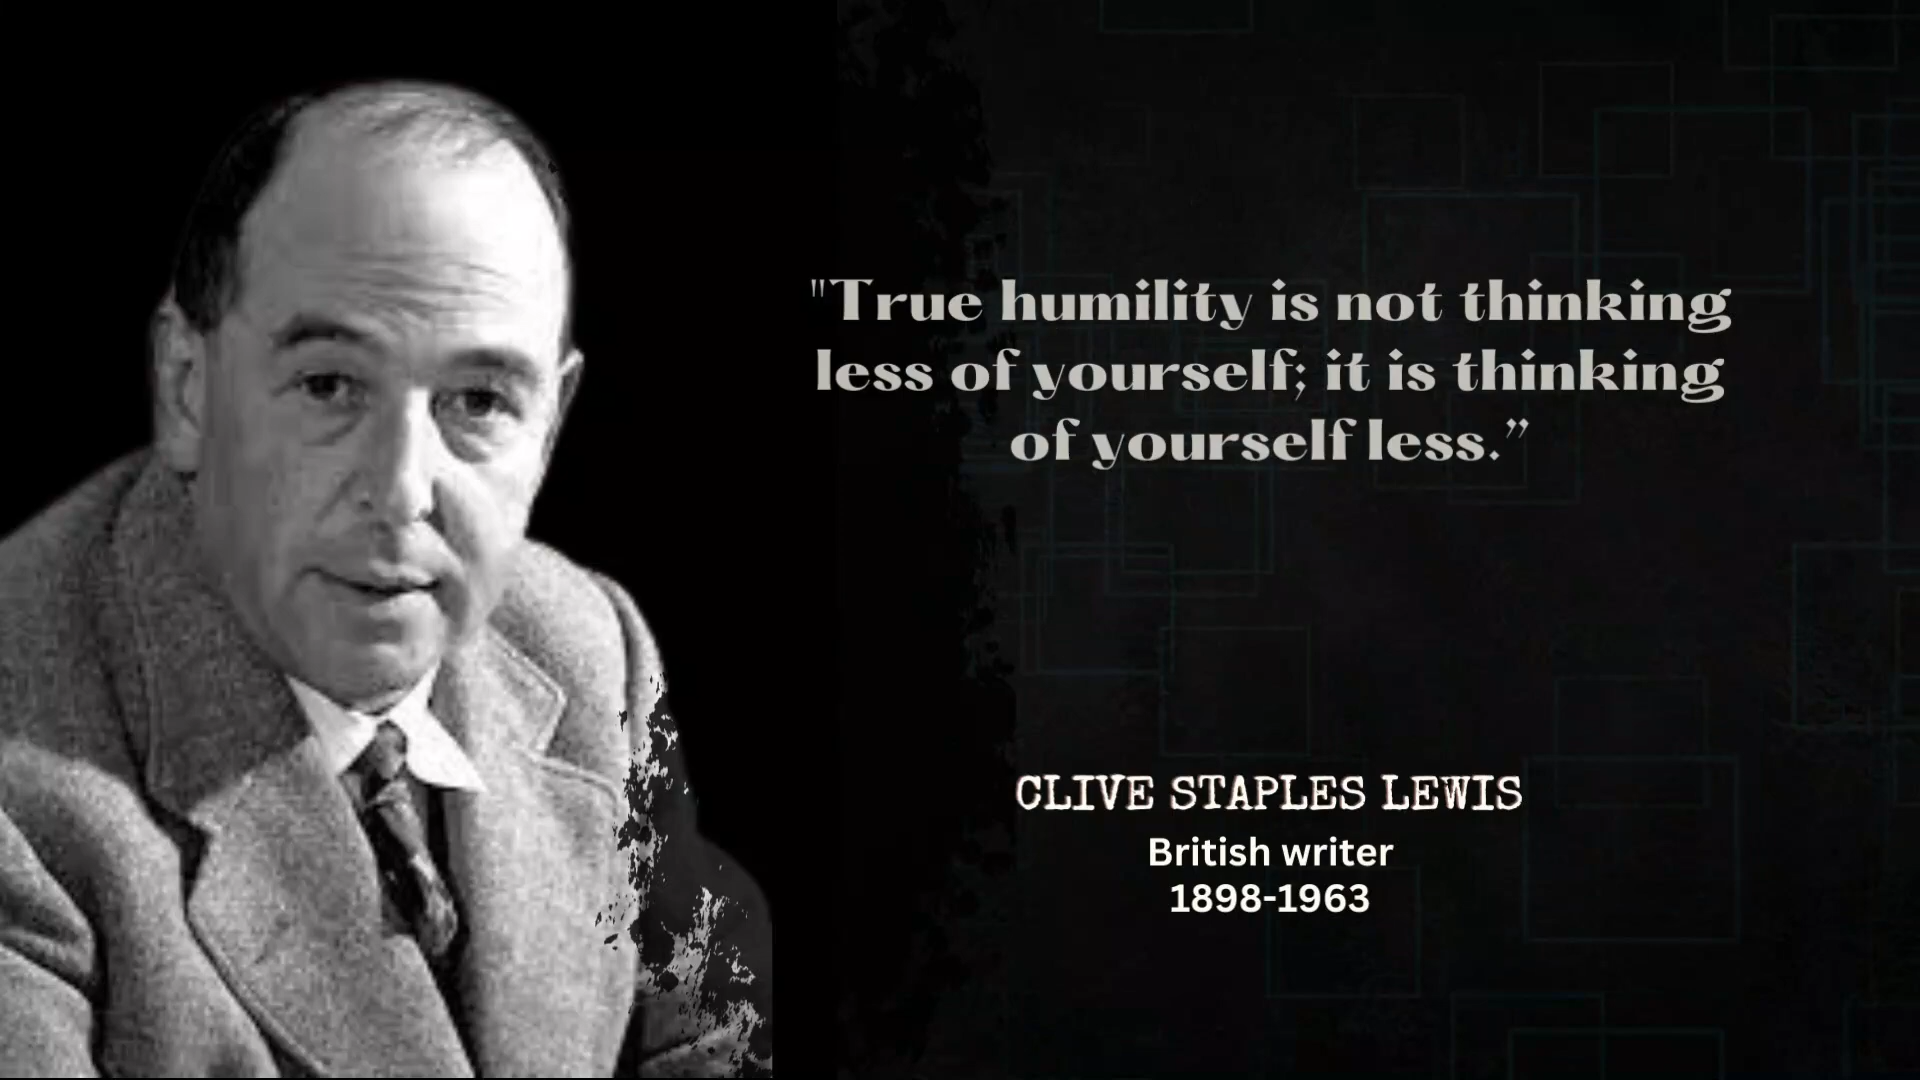 "True humility is not thinking
less of yourself; it is thinking
of yourself less.”
CLIVE STAPLES LEWIS
British writer
1898-1963